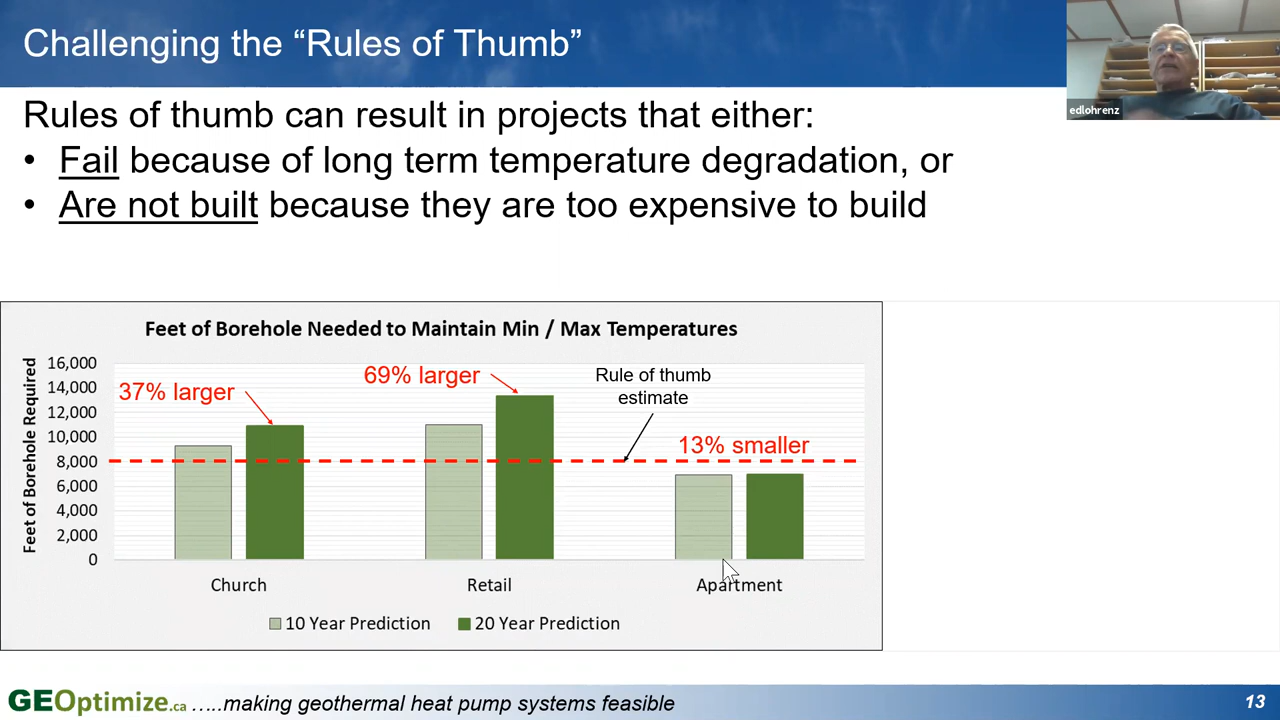 Challenging the “Rules of Thumb”
edlohrenz
Rules of thumb can result in projects that either:
• Fail because of long term temperature degradation, or
• Are not built because they are too expensive to build
Feet of Borehole Needed to Maintain Min / Max Temperatures
Feet of Borehole Required
16,000
14,000
12,000
10,000
8,000
6,000
4,000
2,000
0
37% larger
69% larger
Rule of thumb
estimate
13% smaller
Church
Retail
Apartment
10 Year Prediction
20 Year Prediction
GEOptimize.ca …..making geothermal heat pump systems feasible
13